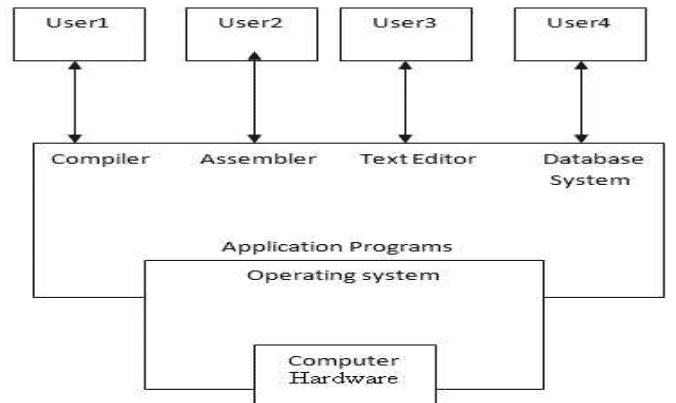 User1
User2
User3
User4
Compiler
Assembler
Text Editor
Database
System
Application Programs
Operating system
Computer
Hardware